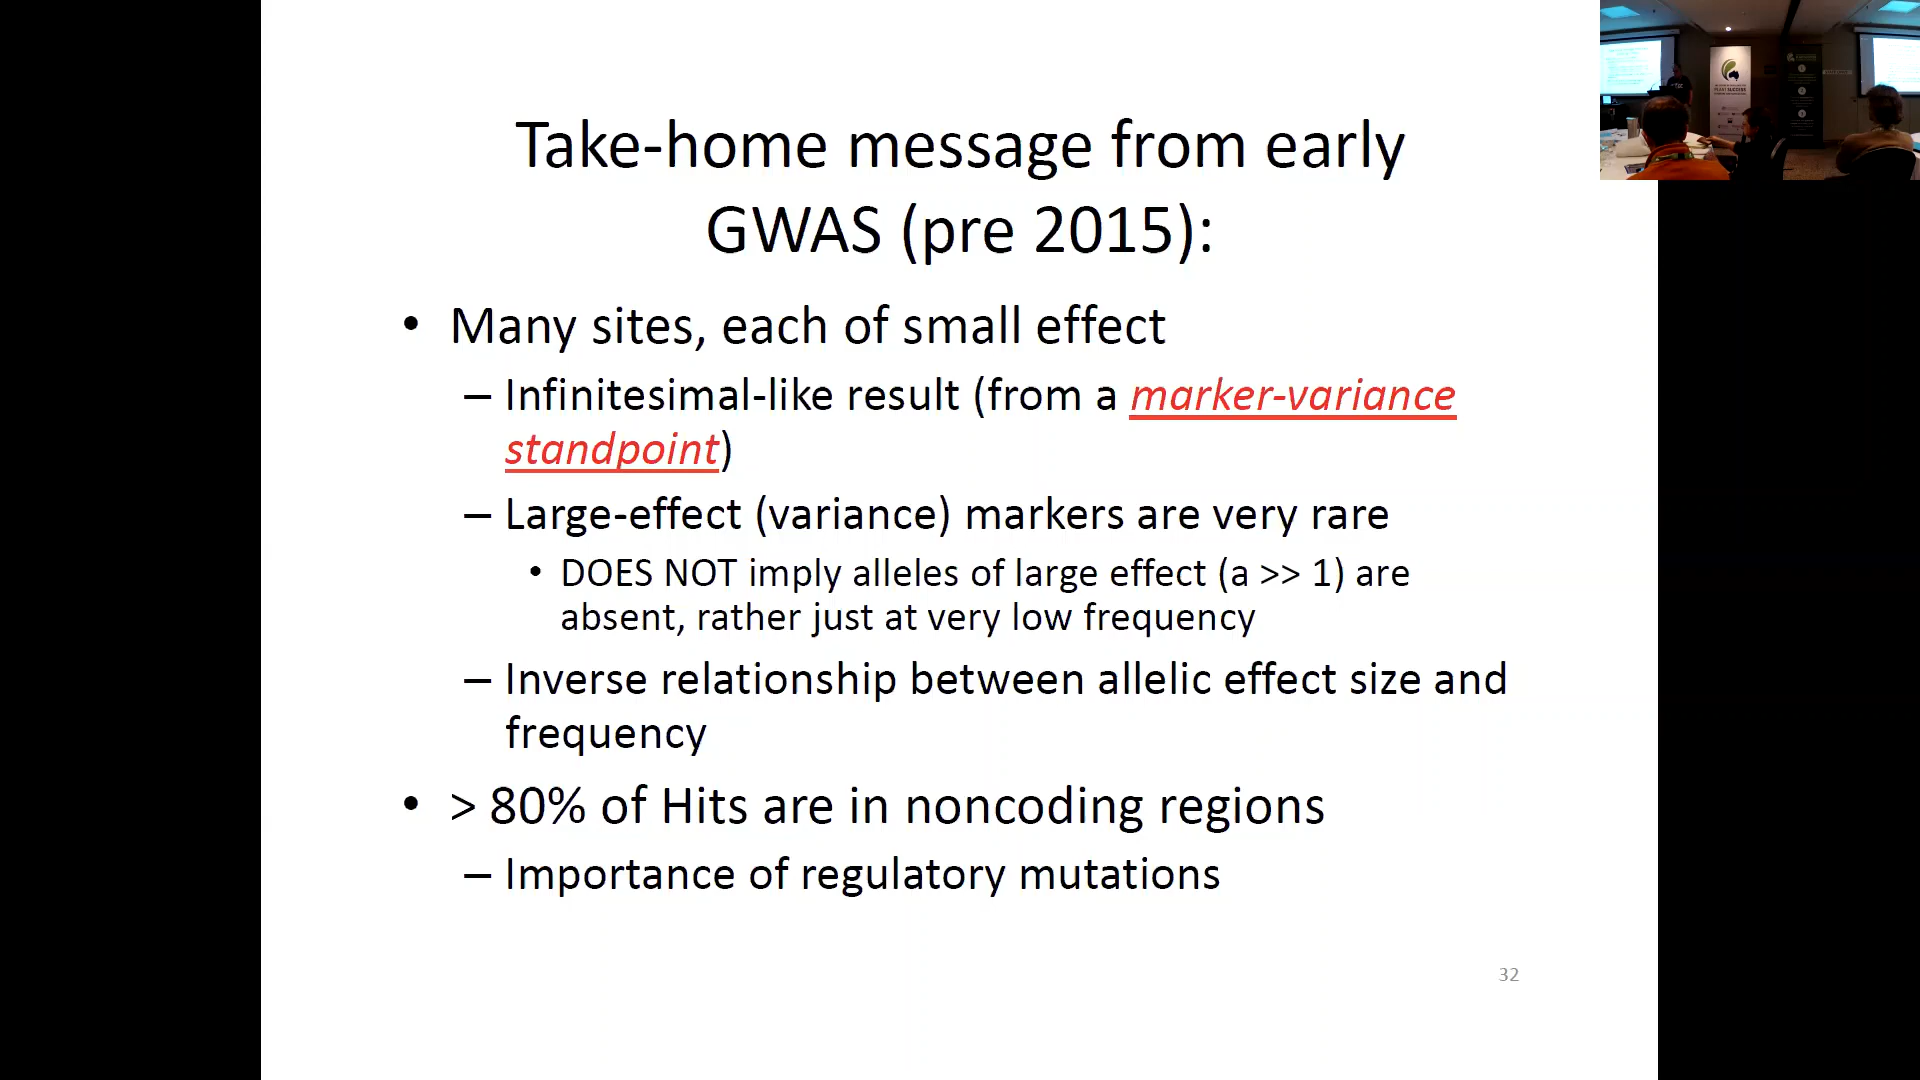 Take-home message from early
GWAS (pre 2015):
• Many sites, each of small effect
– Infinitesimal-like result (from a marker-variance
standpoint)
– Large-effect (variance) markers are very rare
• DOES NOT imply alleles of large effect (a >> 1) are
absent, rather just at very low frequency
– Inverse relationship between allelic effect size and
frequency
• > 80% of Hits are in noncoding regions
– Importance of regulatory mutations
32
PLANT SUCCESS